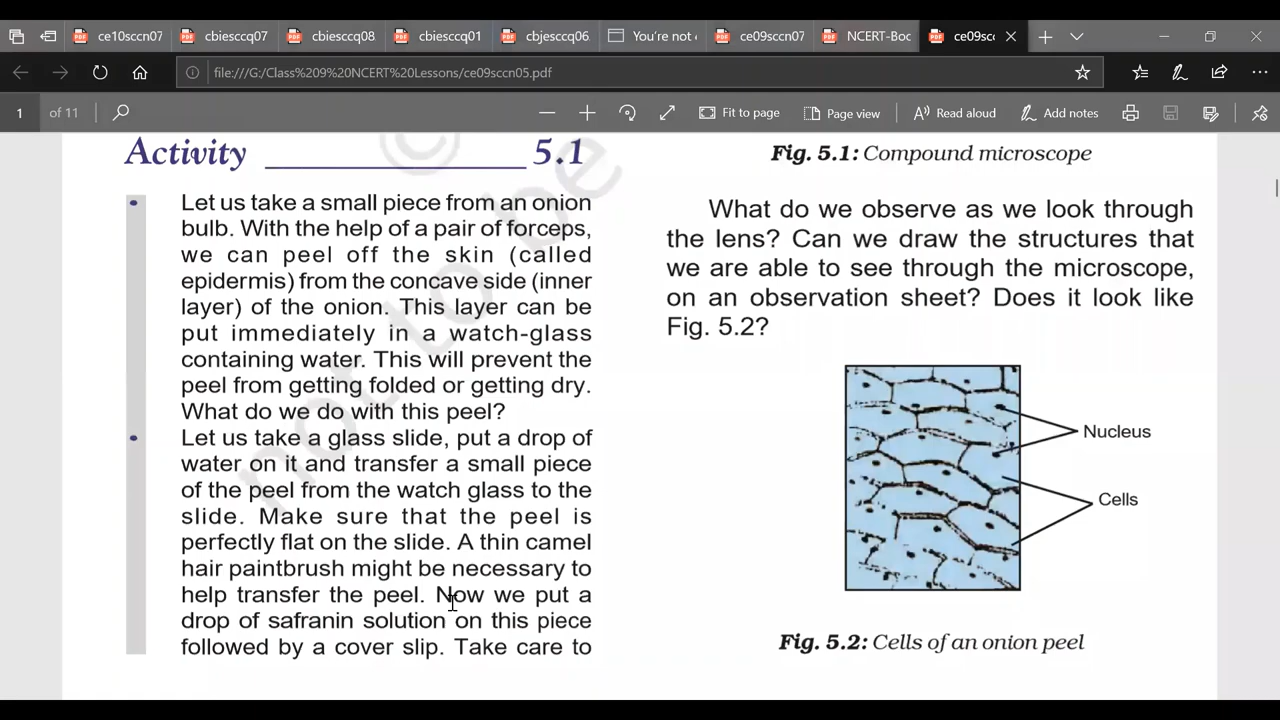 ce10sccn07
cbiesccq07
cbiesccq08
cbiesccq01
cbjesccq06
You're not
ce09sccn07
NCERT-Boc
ce09scc
file:///G:/Class%209%20NCERT%20Lessons/ce09sccn05.pdf
1 of 11
Fit to page
Page view
Read aloud
Add notes
Activity 5.1
Let us take a small piece from an onion
bulb. With the help of a pair of forceps,
we can peel off the skin (called
epidermis) from the concave side (inner
layer) of the onion. This layer can be
put immediately in a watch-glass
containing water. This will prevent the
peel from getting folded or getting dry.
What do we do with this peel?
Let us take a glass slide, put a drop of
water on it and transfer a small piece
of the peel from the watch glass to the
slide. Make sure that the peel is
perfectly flat on the slide. A thin camel
hair paintbrush might be necessary to
help transfer the peel. Now we put a
drop of safranin solution on this piece
followed by a cover slip. Take care to
Fig. 5.1: Compound microscope
What do we observe as we look through
the lens? Can we draw the structures that
we are able to see through the microscope,
on an observation sheet? Does it look like
Fig. 5.2?
Nucleus
Cells
Fig. 5.2: Cells of an onion peel
©
not to be